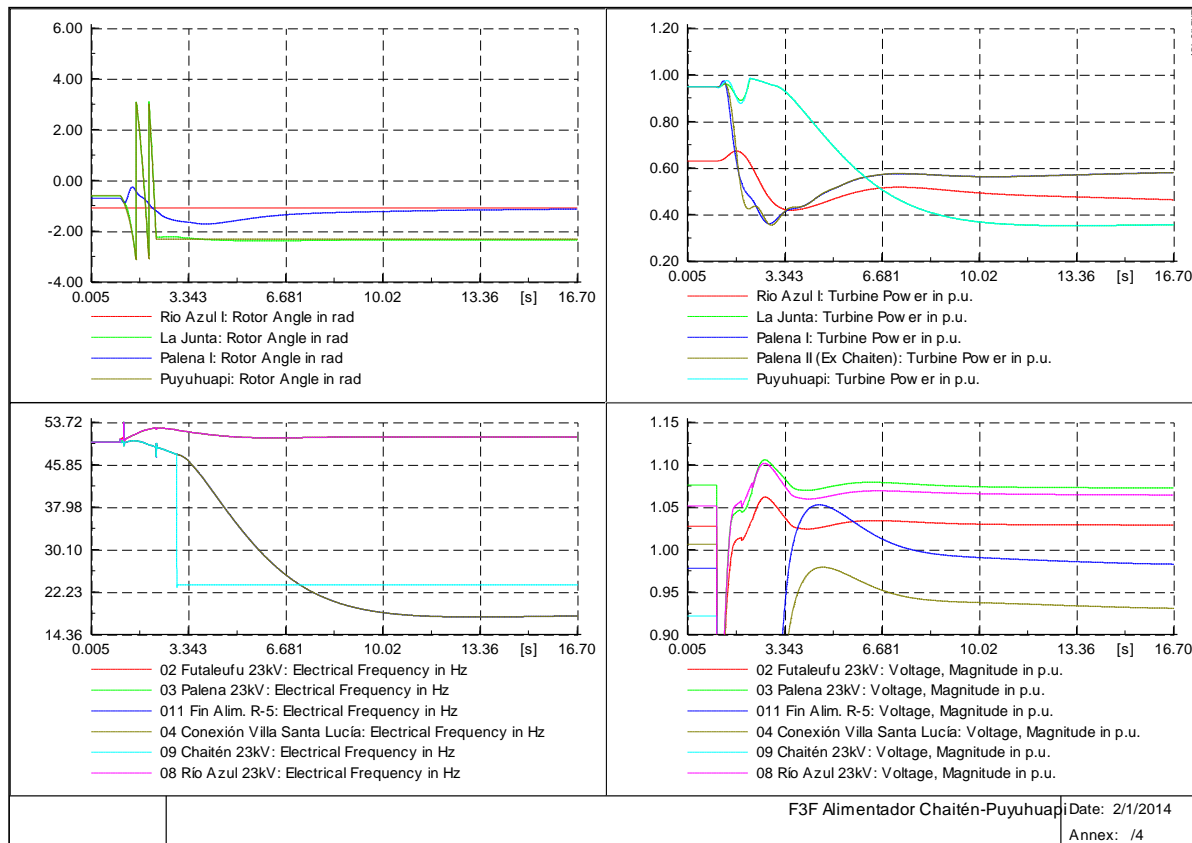 6.00
4.00
2.00
0.00
-2.00
-4.00
0.005
3.343
6.681
10.02
13.36
[s]
16.70
Rio Azul I: Rotor Angle in rad
La Junta: Rotor Angle in rad
Palena I: Rotor Angle in rad
Puyuhuapi: Rotor Angle in rad
1.20
1.00
0.80
0.60
0.40
0.20
0.005
3.343
6.681
10.02
13.36
[s]
16.70
Rio Azul I: Turbine Power in p.u.
La Junta: Turbine Power in p.u.
Palena I: Turbine Power in p.u.
Palena II (Ex Chaiten): Turbine Power in p.u.
Puyuhuapi: Turbine Power in p.u.
53.72
45.85
37.98
30.10
22.23
14.36
0.005
3.343
6.681
10.02
13.36
[s]
16.70
02 Futaleufu 23kV: Electrical Frequency in Hz
03 Palena 23kV: Electrical Frequency in Hz
011 Fin Alim. R-5: Electrical Frequency in Hz
04 Conexión Villa Santa Lucía: Electrical Frequency in Hz
09 Chaitén 23kV: Electrical Frequency in Hz
08 Río Azul 23kV: Electrical Frequency in Hz
1.15
1.10
1.05
1.00
0.95
0.90
0.005
3.343
6.681
10.02
13.36
[s]
16.70
02 Futaleufu 23kV: Voltage, Magnitude in p.u.
03 Palena 23kV: Voltage, Magnitude in p.u.
011 Fin Alim. R-5: Voltage, Magnitude in p.u.
04 Conexión Villa Santa Lucía: Voltage, Magnitude in p.u.
09 Chaitén 23kV: Voltage, Magnitude in p.u.
08 Río Azul 23kV: Voltage, Magnitude in p.u.
F3F Alimentador Chaitén-Puyuhuapi
Date: 2/1/2014
Annex: /4